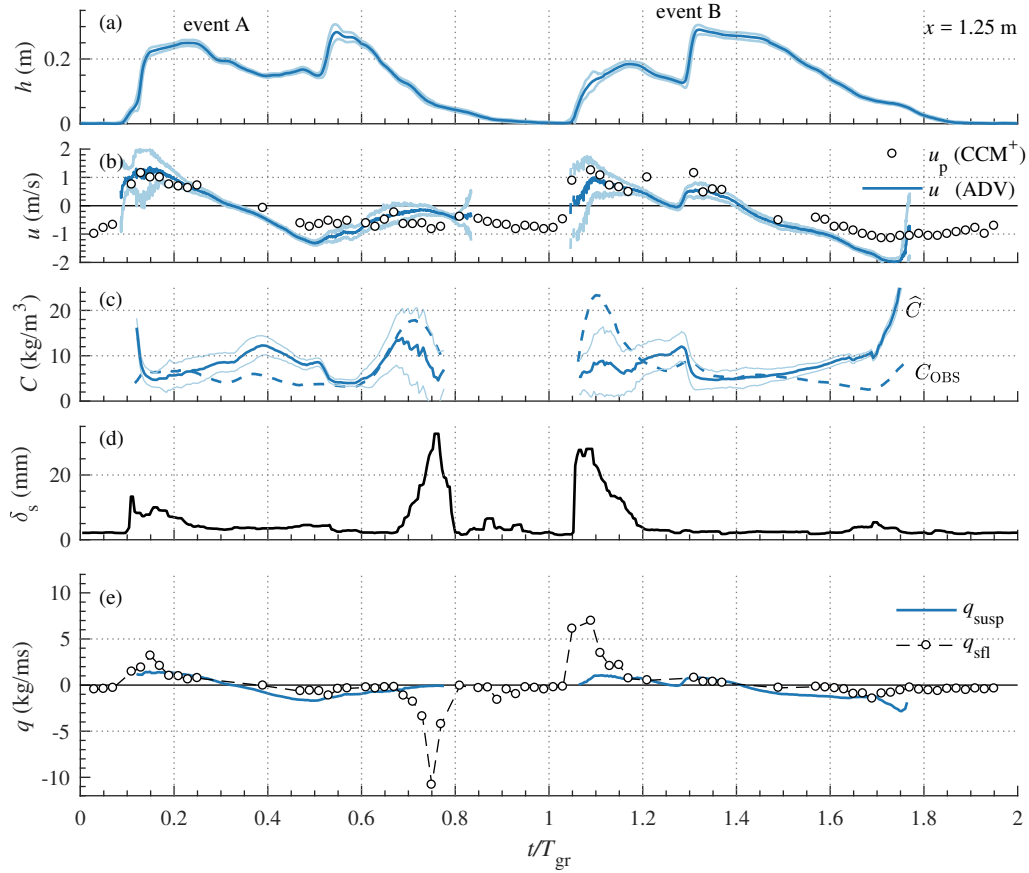 (a)
event A
event B
x = 1.25 m
h (m)
0.2
0
(b)
u_p (CCM⁺)
u (ADV)
u (m/s)
2
1
0
-1
-2
(c)
C (kg/m³)
20
10
0
Ĉ
C_OBS
(d)
δ_s (mm)
20
0
(e)
q_susp
q_sfl
q (kg/ms)
10
5
0
-5
-10
0 0.2 0.4 0.6 0.8 1 1.2 1.4 1.6 1.8 2
t/T_gr